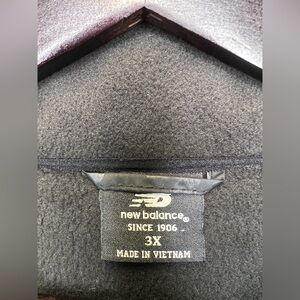 new balance®
SINCE 1906
3X
MADE IN VIETNAM